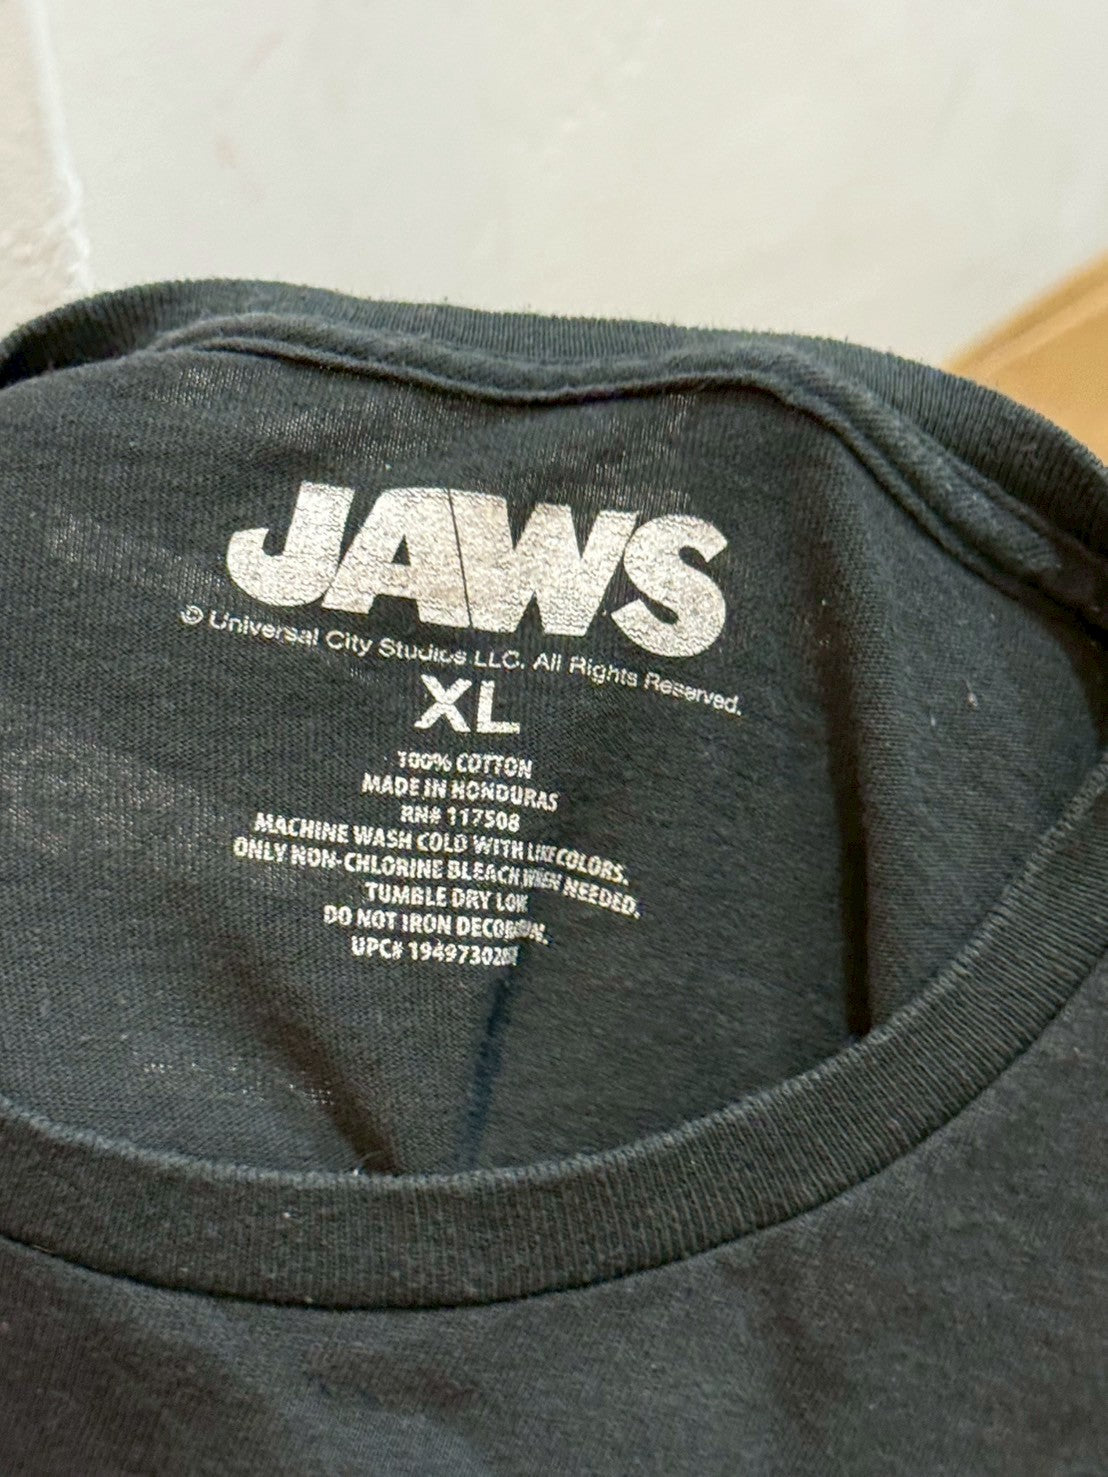 JAWS
© Universal City Studios LLC. All Rights Reserved.
XL
100% COTTON
MADE IN HONDURAS
RN# 117508
MACHINE WASH COLD WITH LIKE COLORS.
ONLY NON-CHLORINE BLEACH WHEN NEEDED.
TUMBLE DRY LOW
DO NOT IRON DECORATION.
UPC#